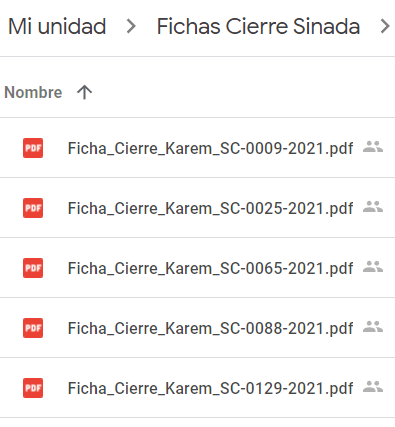 Mi unidad > Fichas Cierre Sinada >
Nombre ↑
PDF Ficha_Cierre_Karem_SC-0009-2021.pdf
PDF Ficha_Cierre_Karem_SC-0025-2021.pdf
PDF Ficha_Cierre_Karem_SC-0065-2021.pdf
PDF Ficha_Cierre_Karem_SC-0088-2021.pdf
PDF Ficha_Cierre_Karem_SC-0129-2021.pdf